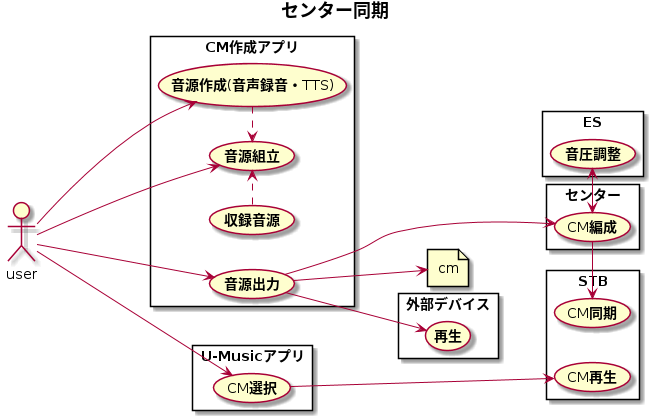 センター同期
CM作成アプリ
音源作成(音声録音・TTS)
音源組立
収録音源
音源出力
user
U-Musicアプリ
CM選択
cm
外部デバイス
再生
ES
音圧調整
センター
CM編成
STB
CM同期
CM再生